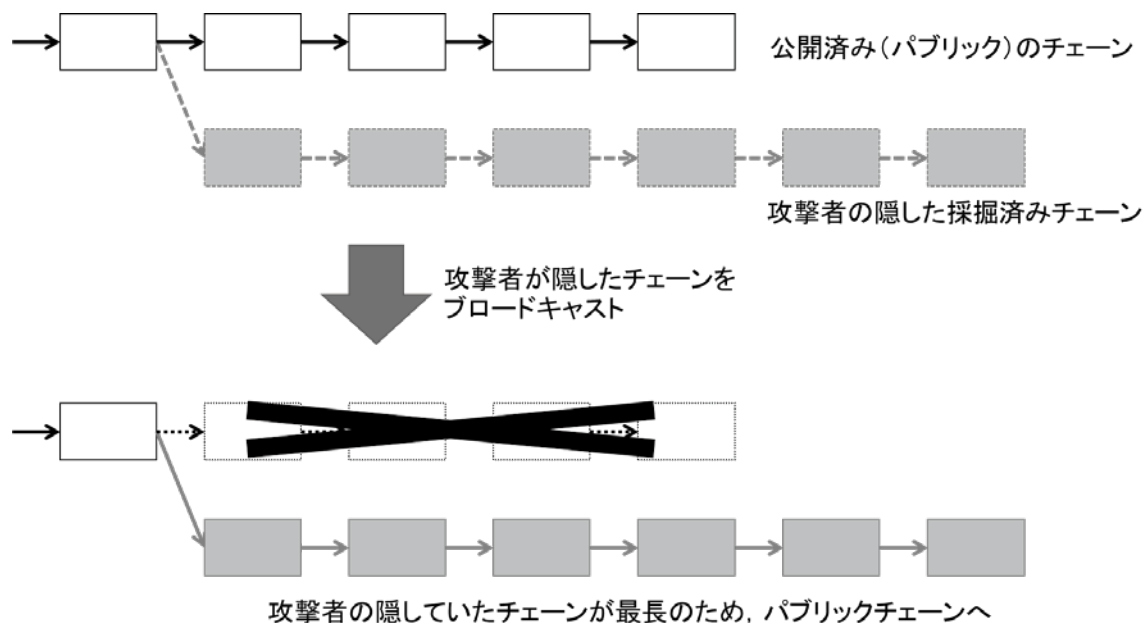 公開済み（パブリック）のチェーン
攻撃者の隠した採掘済みチェーン
攻撃者が隠したチェーンを
ブロードキャスト
攻撃者の隠していたチェーンが最長のため，パブリックチェーンへ